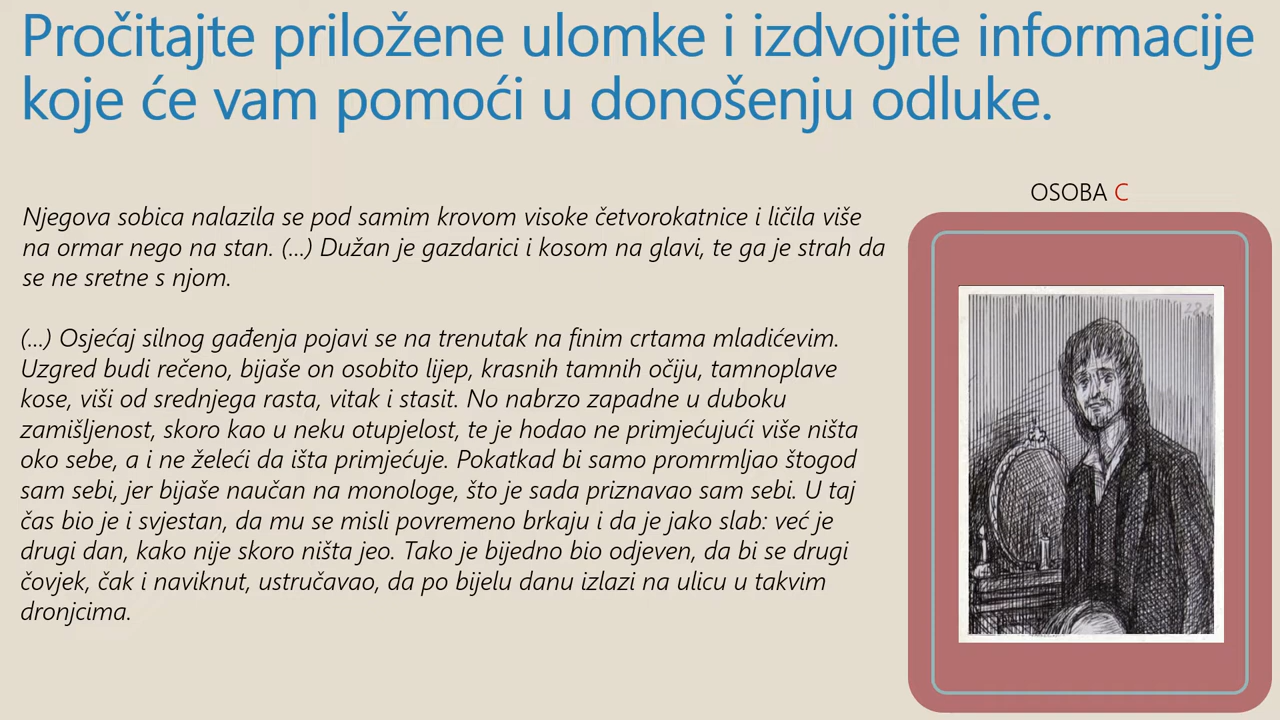 Pročitajte priložene ulomke i izdvojite informacije
koje će vam pomoći u donošenju odluke.
OSOBA C
Njegova sobica nalazila se pod samim krovom visoke četvorokatnice i ličila više
na ormar nego na stan. (...) Dužan je gazdarici i kosom na glavi, te ga je strah da
se ne sretne s njom.
(...) Osjećaj silnog gađenja pojavi se na trenutak na finim crtama mladićevim.
Uzgred budi rečeno, bijaše on osobito lijep, krasnih tamnih očiju, tamnoplave
kose, viši od srednjega rasta, vitak i stasit. No nabrzo zapadne u duboku
zamišljenost, skoro kao u neku otupjelost, te je hodao ne primjećujući više ništa
oko sebe, a i ne želeći da išta primjećuje. Pokatkad bi samo promrmljao štogod
sam sebi, jer bijaše naučan na monologe, što je sada priznavao sam sebi. U taj
čas bio je i svjestan, da mu se misli povremeno brkaju i da je jako slab: već je
drugi dan, kako nije skoro ništa jeo. Tako je bijedno bio odjeven, da bi se drugi
čovjek, čak i naviknut, ustručavao, da po bijelu danu izlazi na ulicu u takvim
dronjcima.